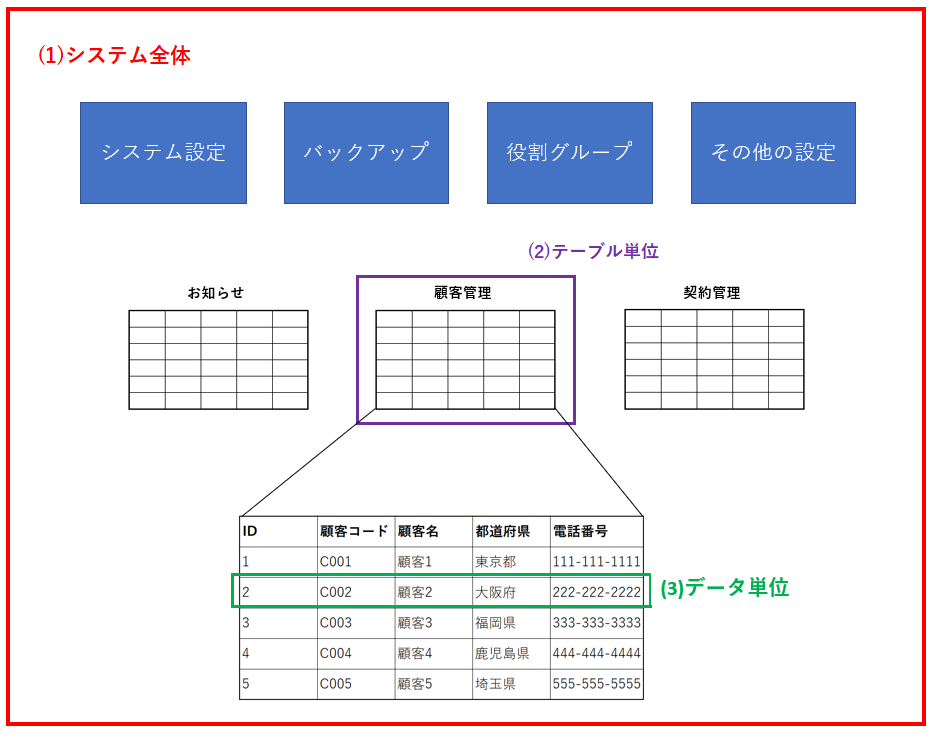 (1)システム全体
システム設定 バックアップ 役割グループ その他の設定
(2)テーブル単位
お知らせ 顧客管理 契約管理
ID 顧客コード 顧客名 都道府県 電話番号
1 C001 顧客1 東京都 111-111-1111
2 C002 顧客2 大阪府 222-222-2222
(3)データ単位
3 C003 顧客3 福岡県 333-333-3333
4 C004 顧客4 鹿児島県 444-444-4444
5 C005 顧客5 埼玉県 555-555-5555